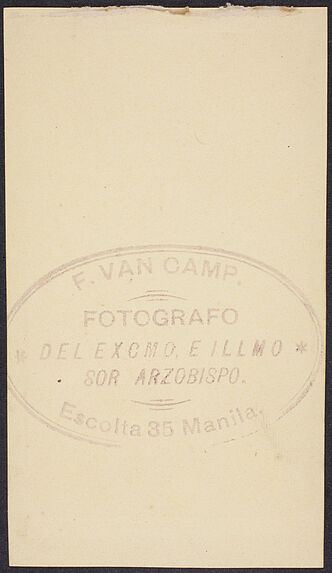 F. VAN CAMP.
FOTOGRAFO
* DEL EXCMO, E ILLMO *
SOR ARZOBISPO.
Escolta 35 Manila.